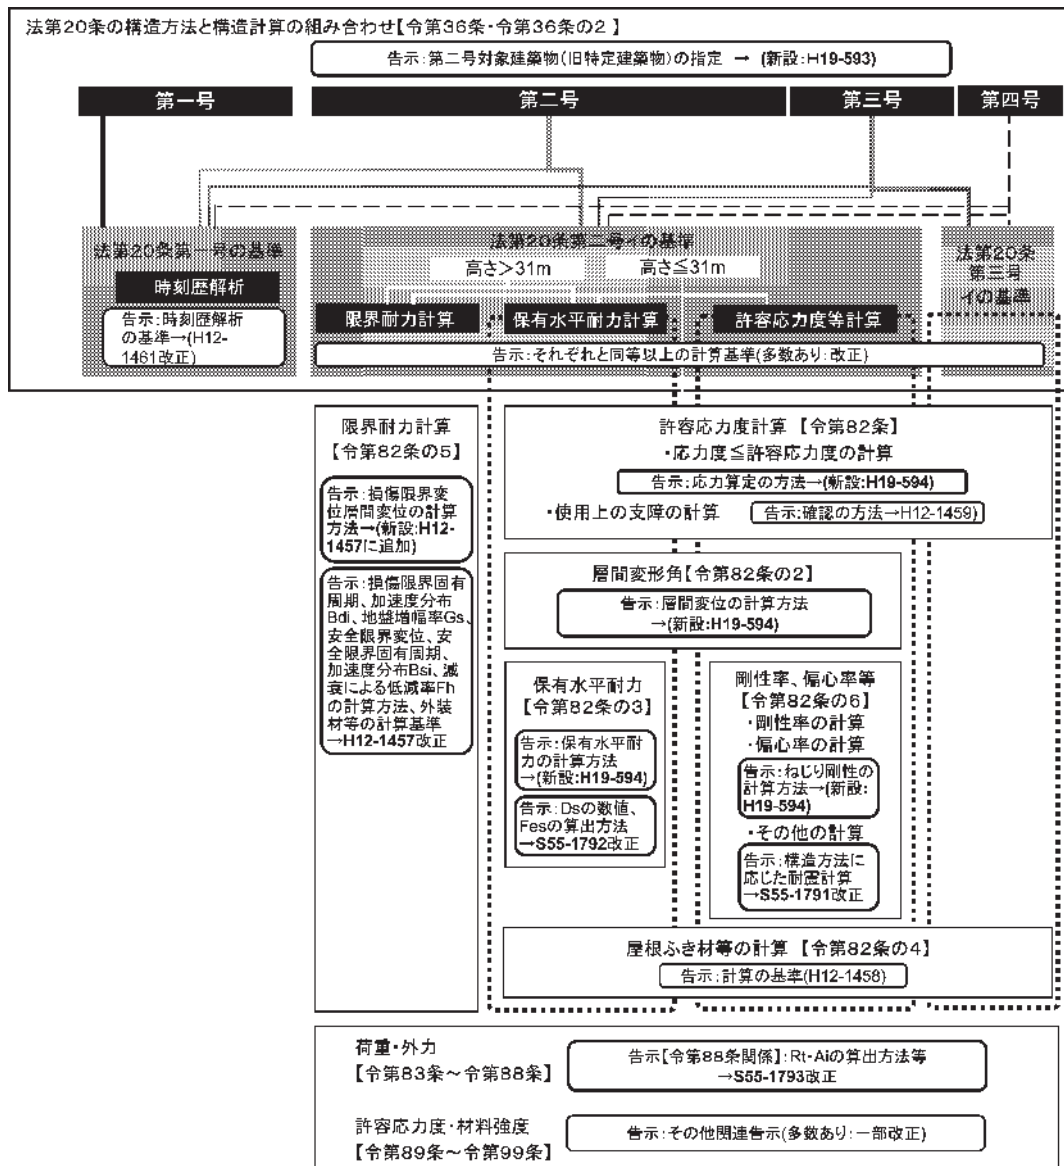 法第20条の構造方法と構造計算の組み合わせ【令第36条・令第36条の2】
告示：第二号対象建築物(旧特定建築物)の指定 → (新設：H19-593)
第一号
第二号
第三号
第四号
法第20条第一号の基準
時刻歴解析
告示：時刻歴解析
の基準→(H12-
1461改正)
法第20条第二号イの基準
高さ＞31m
高さ≦31m
限界耐力計算
保有水平耐力計算
許容応力度等計算
法第20条
第三号
イの基準
告示：それぞれと同等以上の計算基準(多数あり：改正)
限界耐力計算
【令第82条の5】
告示：損傷限界変
位層間変位の計算
方法→(新設：H12-
1457に追加)
告示：損傷限界固有
周期、加速度分布
Bdi、地盤増幅率Gs、
安全限界変位、安
全限界固有周期、
加速度分布Bsi、減
衰による低減率Fh
の計算方法、外装
材等の計算基準
→H12-1457改正
許容応力度計算 【令第82条】
・応力度≦許容応力度の計算
告示：応力算定の方法→(新設：H19-594)
・使用上の支障の計算
告示：確認の方法→H12-1459)
層間変形角【令第82条の2】
告示：層間変位の計算方法
→(新設：H19-594)
保有水平耐力
【令第82条の3】
告示：保有水平耐
力の計算方法
→(新設：H19-594)
告示：Dsの数値、
Fesの算出方法
→S55-1792改正
剛性率、偏心率等
【令第82条の6】
・剛性率の計算
・偏心率の計算
告示：ねじり剛性の
計算方法→(新設：
H19-594)
・その他の計算
告示：構造方法に
応じた耐震計算
→S55-1791改正
屋根ふき材等の計算 【令第82条の4】
告示：計算の基準(H12-1458)
荷重・外力
【令第83条～令第88条】
告示【令第88条関係】：Rt・Aiの算出方法等
→S55-1793改正
許容応力度・材料強度
【令第89条～令第99条】
告示：その他関連告示(多数あり：一部改正)